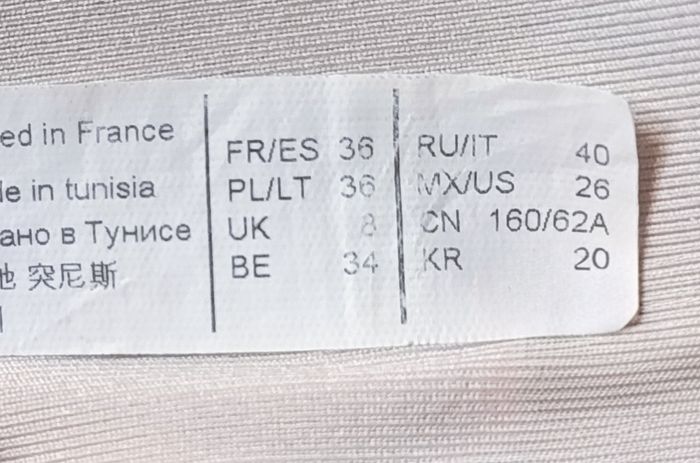 ed in France
le in tunisia
ано в Тунисе
突尼斯
FR/ES 36
PL/LT 36
UK 8
BE 34
RU/IT 40
MX/US 26
CN 160/62A
KR 20